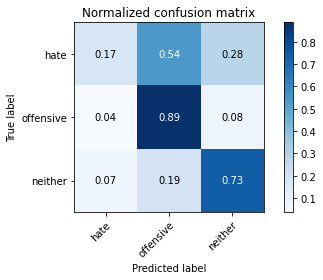 Normalized confusion matrix
hate 0.17 0.54 0.28
offensive 0.04 0.89 0.08
neither 0.07 0.19 0.73
hate offensive neither
True label
Predicted label
0.8
0.7
0.6
0.5
0.4
0.3
0.2
0.1